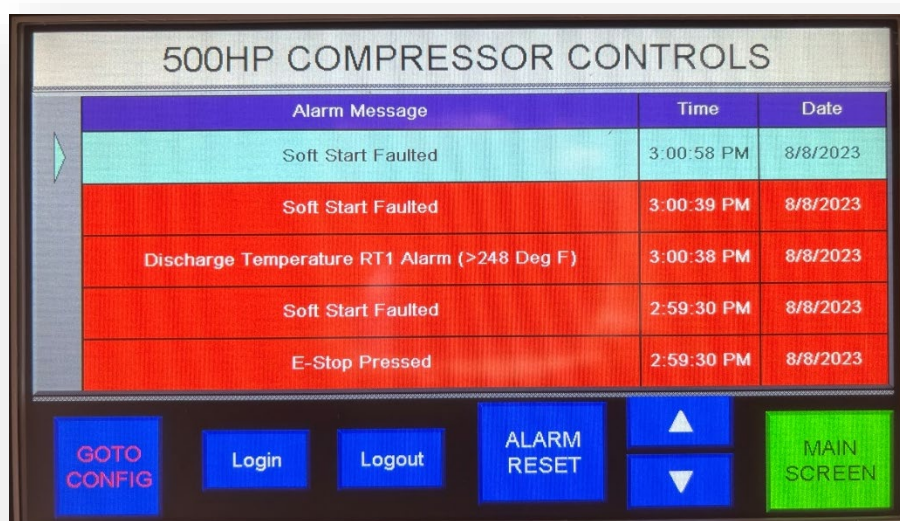 500HP COMPRESSOR CONTROLS
Alarm Message Time Date
Soft Start Faulted 3:00:58 PM 8/8/2023
Soft Start Faulted 3:00:39 PM 8/8/2023
Discharge Temperature RT1 Alarm (>248 Deg F) 3:00:38 PM 8/8/2023
Soft Start Faulted 2:59:30 PM 8/8/2023
E-Stop Pressed 2:59:30 PM 8/8/2023
GOTO
CONFIG
Login
Logout
ALARM
RESET
MAIN
SCREEN